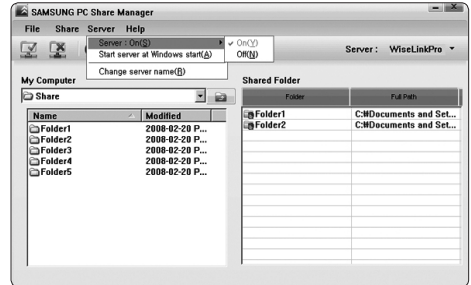 SAMSUNG PC Share Manager
File Share Server Help
Server : On(S)
On(Y)
Start server at Windows start(A)
Off(N)
Change server name(R)
Server : WiseLinkPro
My Computer
Share
Name Modified
Folder1 2008-02-20 P...
Folder2 2008-02-20 P...
Folder3 2008-02-20 P...
Folder4 2008-02-20 P...
Folder5 2008-02-20 P...
Shared Folder
Folder Full Path
Folder1 C:₩Documents and Set...
Folder2 C:₩Documents and Set...